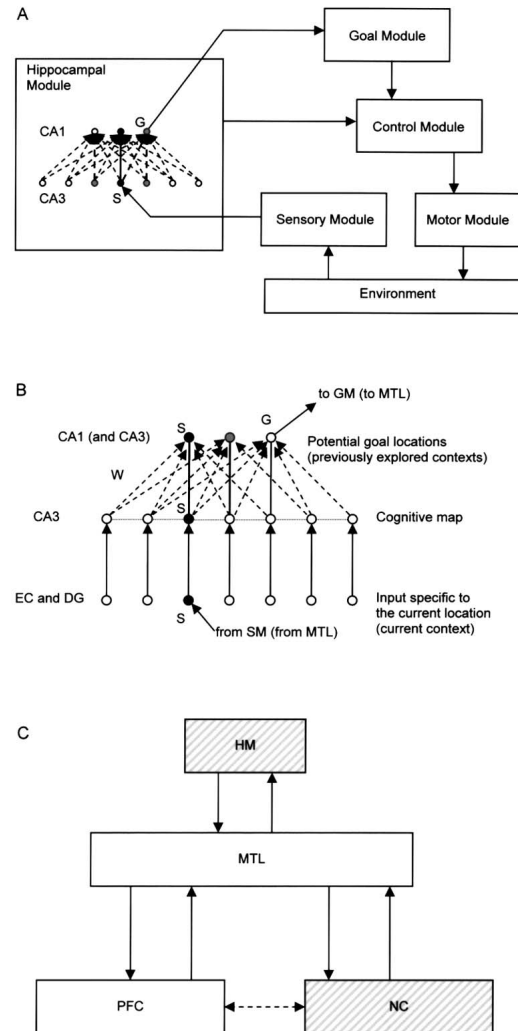 A
Goal Module
Hippocampal
Module
G
CA1
Control Module
CA3
S
Sensory Module
Motor Module
Environment
B
to GM (to MTL)
S
G
CA1 (and CA3)
Potential goal locations
(previously explored contexts)
W
S
CA3
Cognitive map
EC and DG
Input specific to
the current location
(current context)
S
from SM (from MTL)
C
HM
MTL
PFC
NC